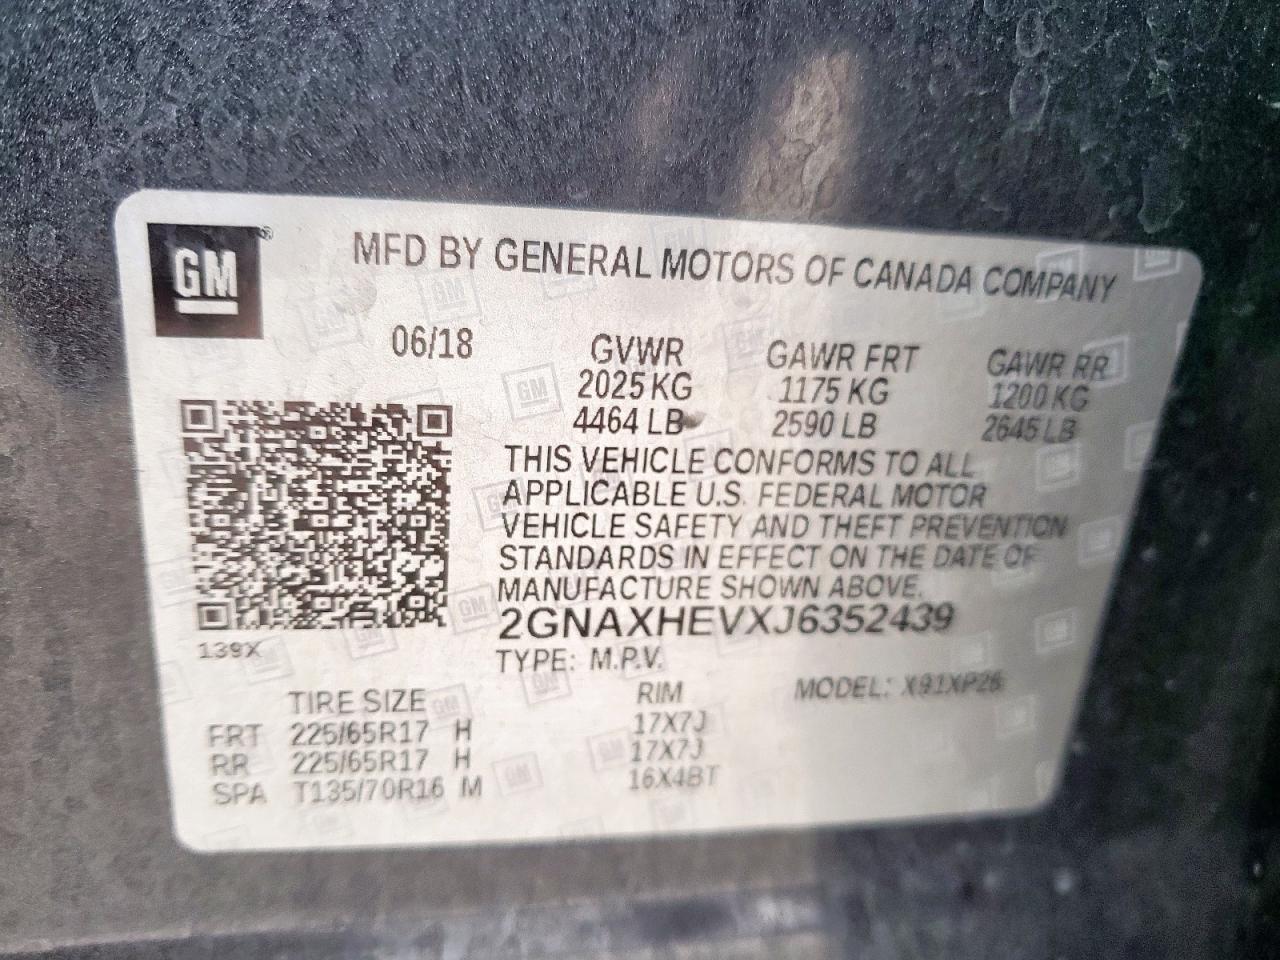 GM®
MFD BY GENERAL MOTORS OF CANADA COMPANY
06/18 GVWR GAWR FRT GAWR RR
2025 KG 1175 KG 1200 KG
4464 LB 2590 LB 2645 LB
THIS VEHICLE CONFORMS TO ALL
APPLICABLE U.S. FEDERAL MOTOR
VEHICLE SAFETY AND THEFT PREVENTION
STANDARDS IN EFFECT ON THE DATE OF
MANUFACTURE SHOWN ABOVE.
2GNAXHEVXJ6352439
139X
TYPE: M.P.V.
TIRE SIZE RIM MODEL: X91XP26
FRT 225/65R17 H 17X7J
RR 225/65R17 H 17X7J
SPA T135/70R16 M 16X4BT